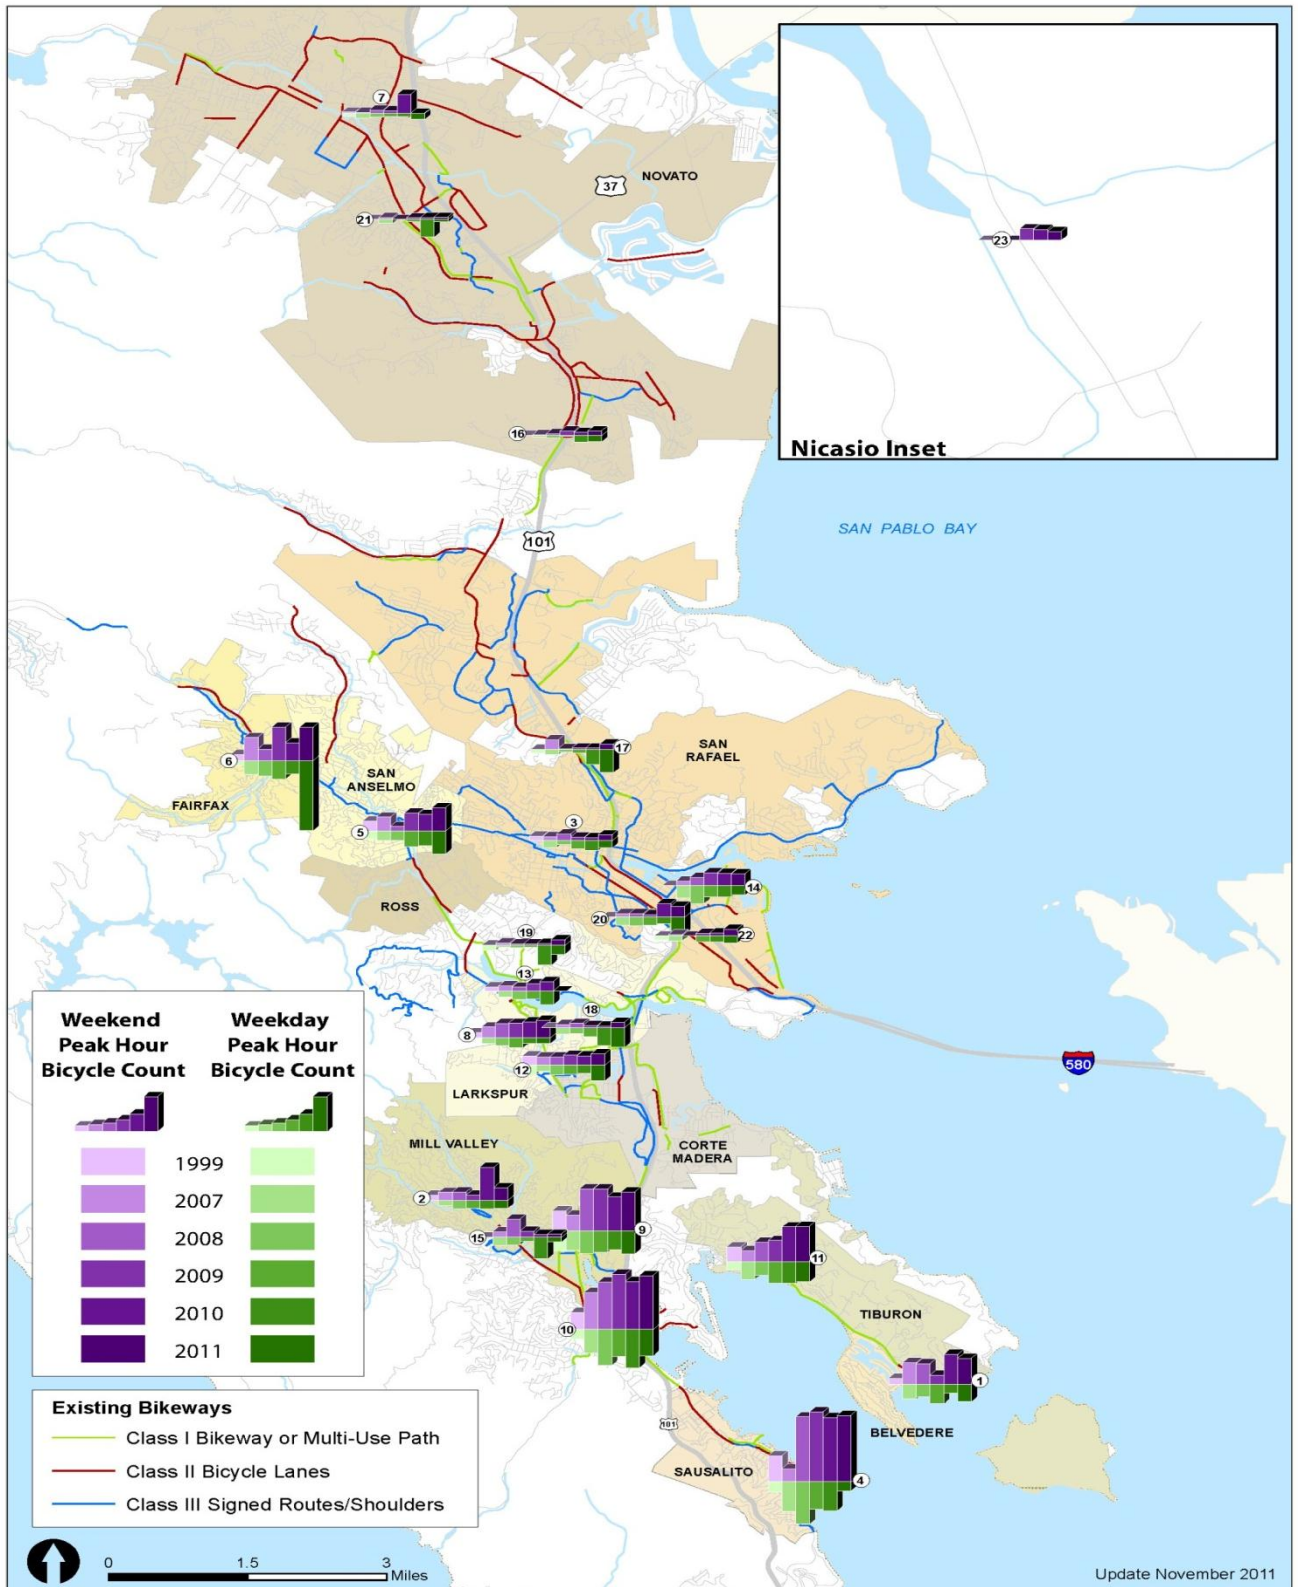 7
NOVATO
37
21
23
16
Nicasio Inset
SAN PABLO BAY
101
17
SAN
RAFAEL
6
SAN
ANSELMO
FAIRFAX
5
3
14
ROSS
20
22
19
13
18
8
12
580
LARKSPUR
MILL VALLEY
CORTE
MADERA
2
15
9
11
10
TIBURON
1
BELVEDERE
101
SAUSALITO
4
Weekend
Peak Hour
Bicycle Count
Weekday
Peak Hour
Bicycle Count
1999
2007
2008
2009
2010
2011
Existing Bikeways
Class I Bikeway or Multi-Use Path
Class II Bicycle Lanes
Class III Signed Routes/Shoulders
0 1.5 3
Miles
Update November 2011